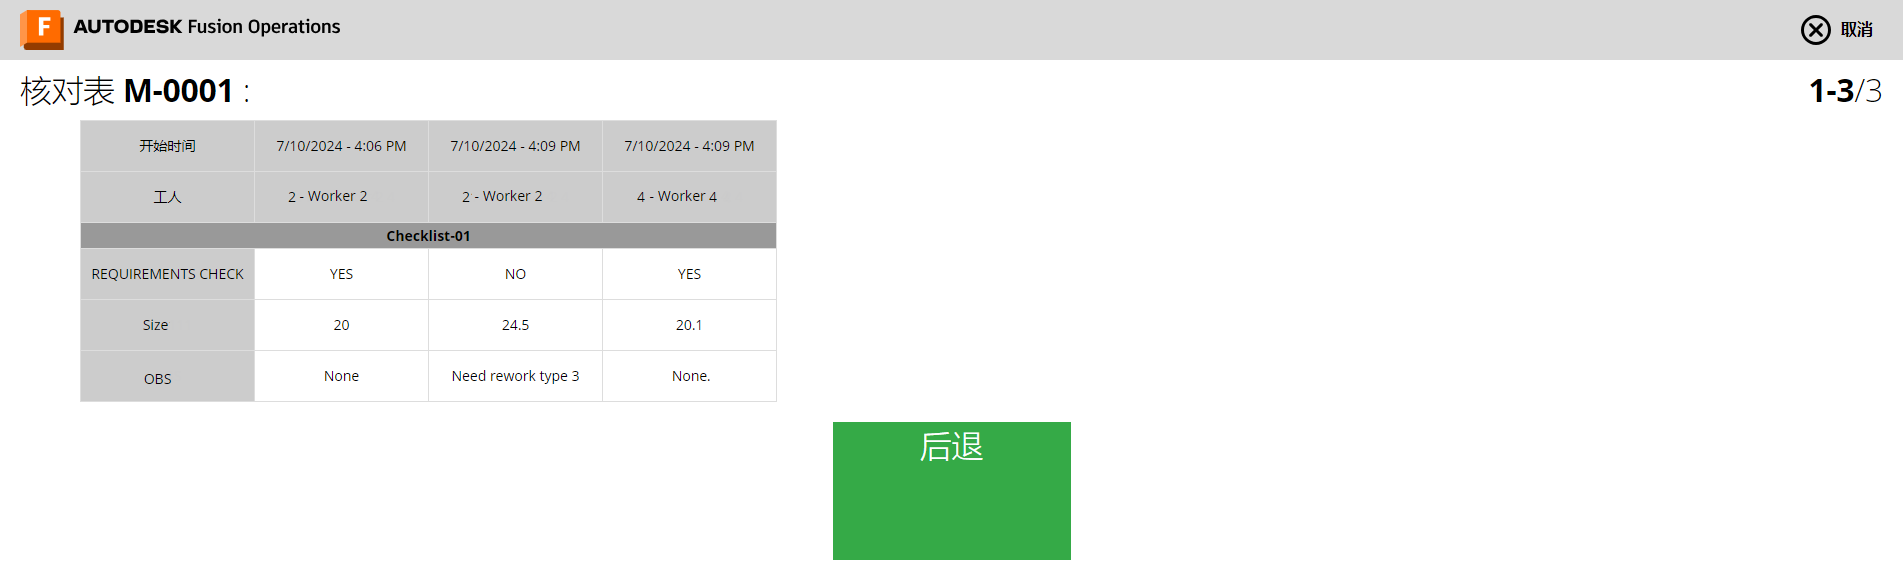 F AUTODESK Fusion Operations
取消
核对表 M-0001 :
1-3/3
开始时间 7/10/2024 - 4:06 PM 7/10/2024 - 4:09 PM 7/10/2024 - 4:09 PM
工人 2 - Worker 2 2 - Worker 2 4 - Worker 4
Checklist-01
REQUIREMENTS CHECK YES NO YES
Size 20 24.5 20.1
OBS None Need rework type 3 None.
后退